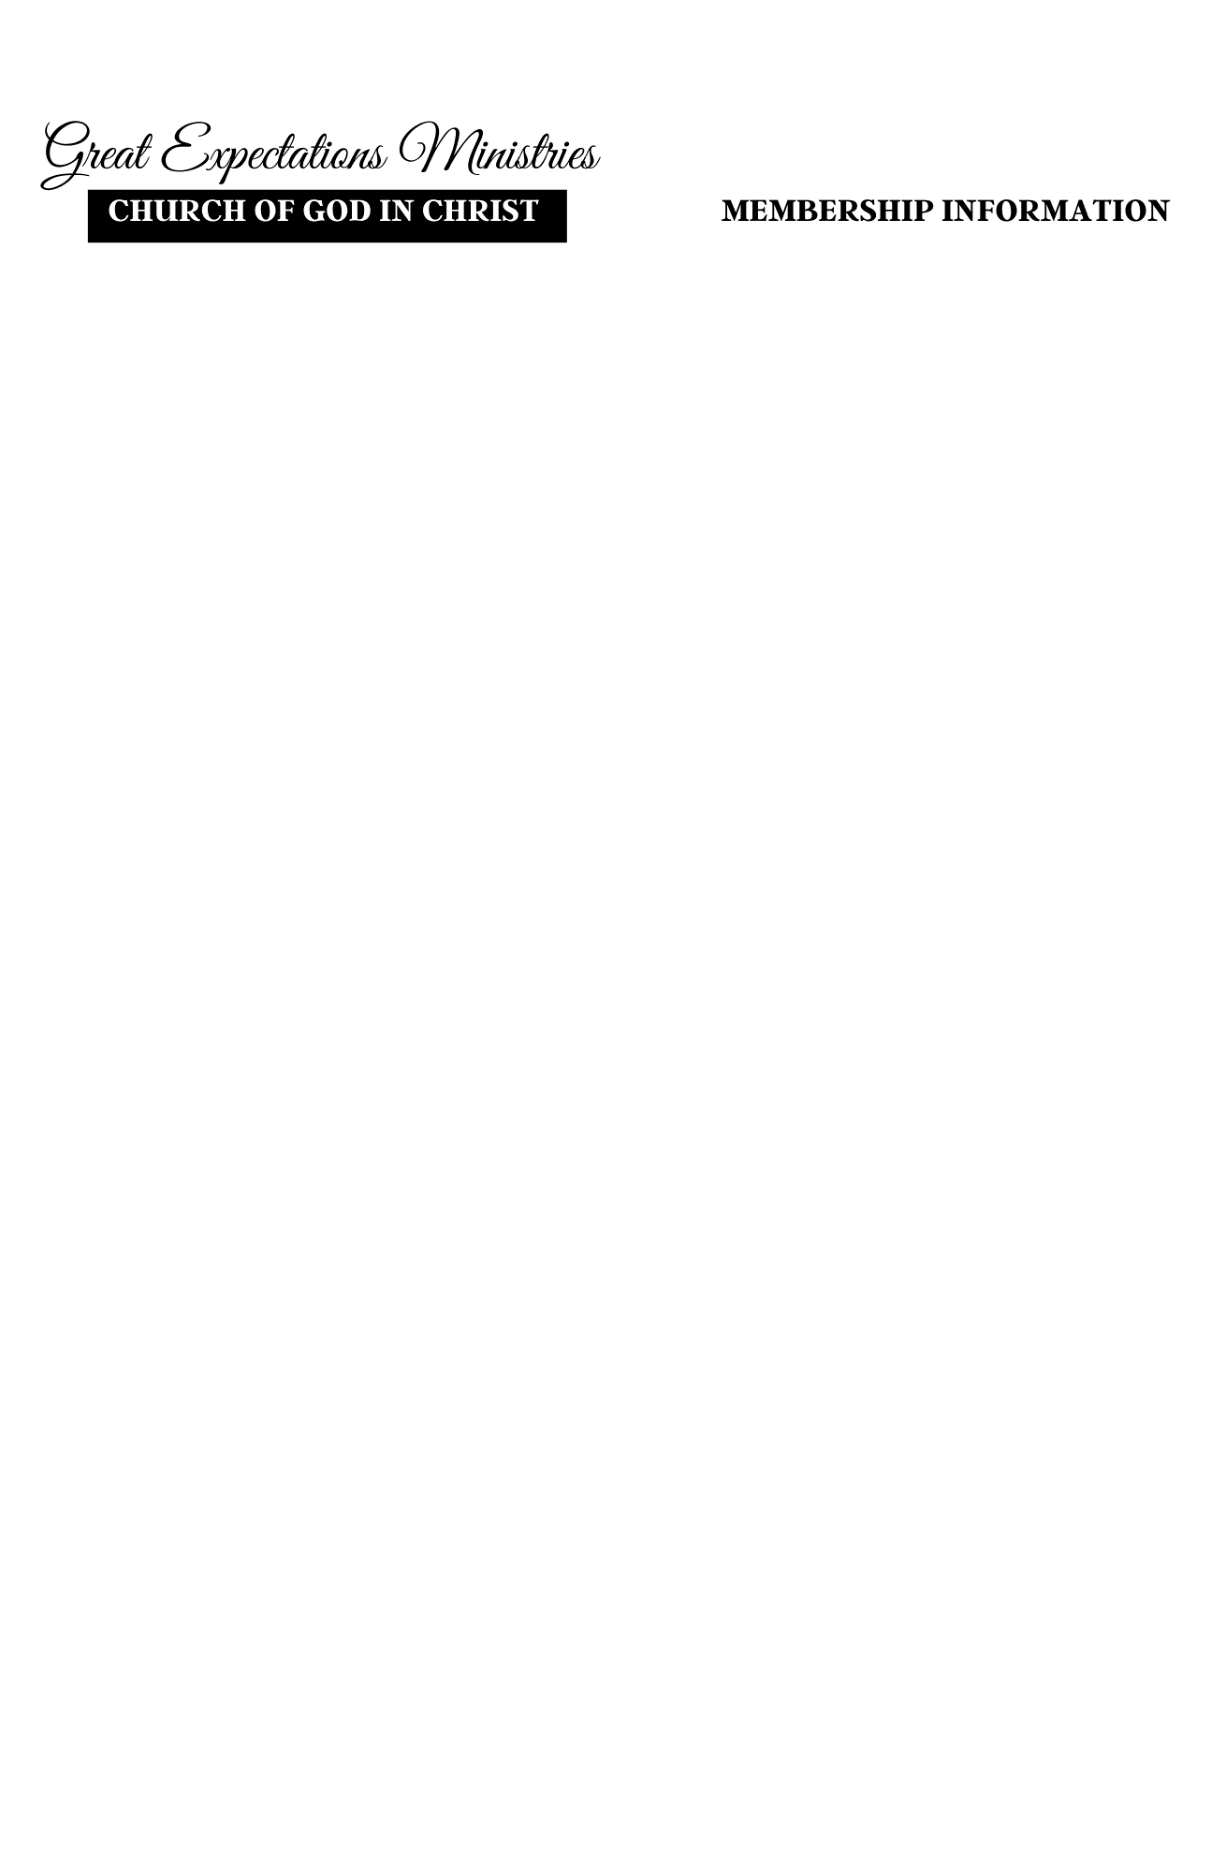 Great Expectations Ministries
CHURCH OF GOD IN CHRIST
MEMBERSHIP INFORMATION